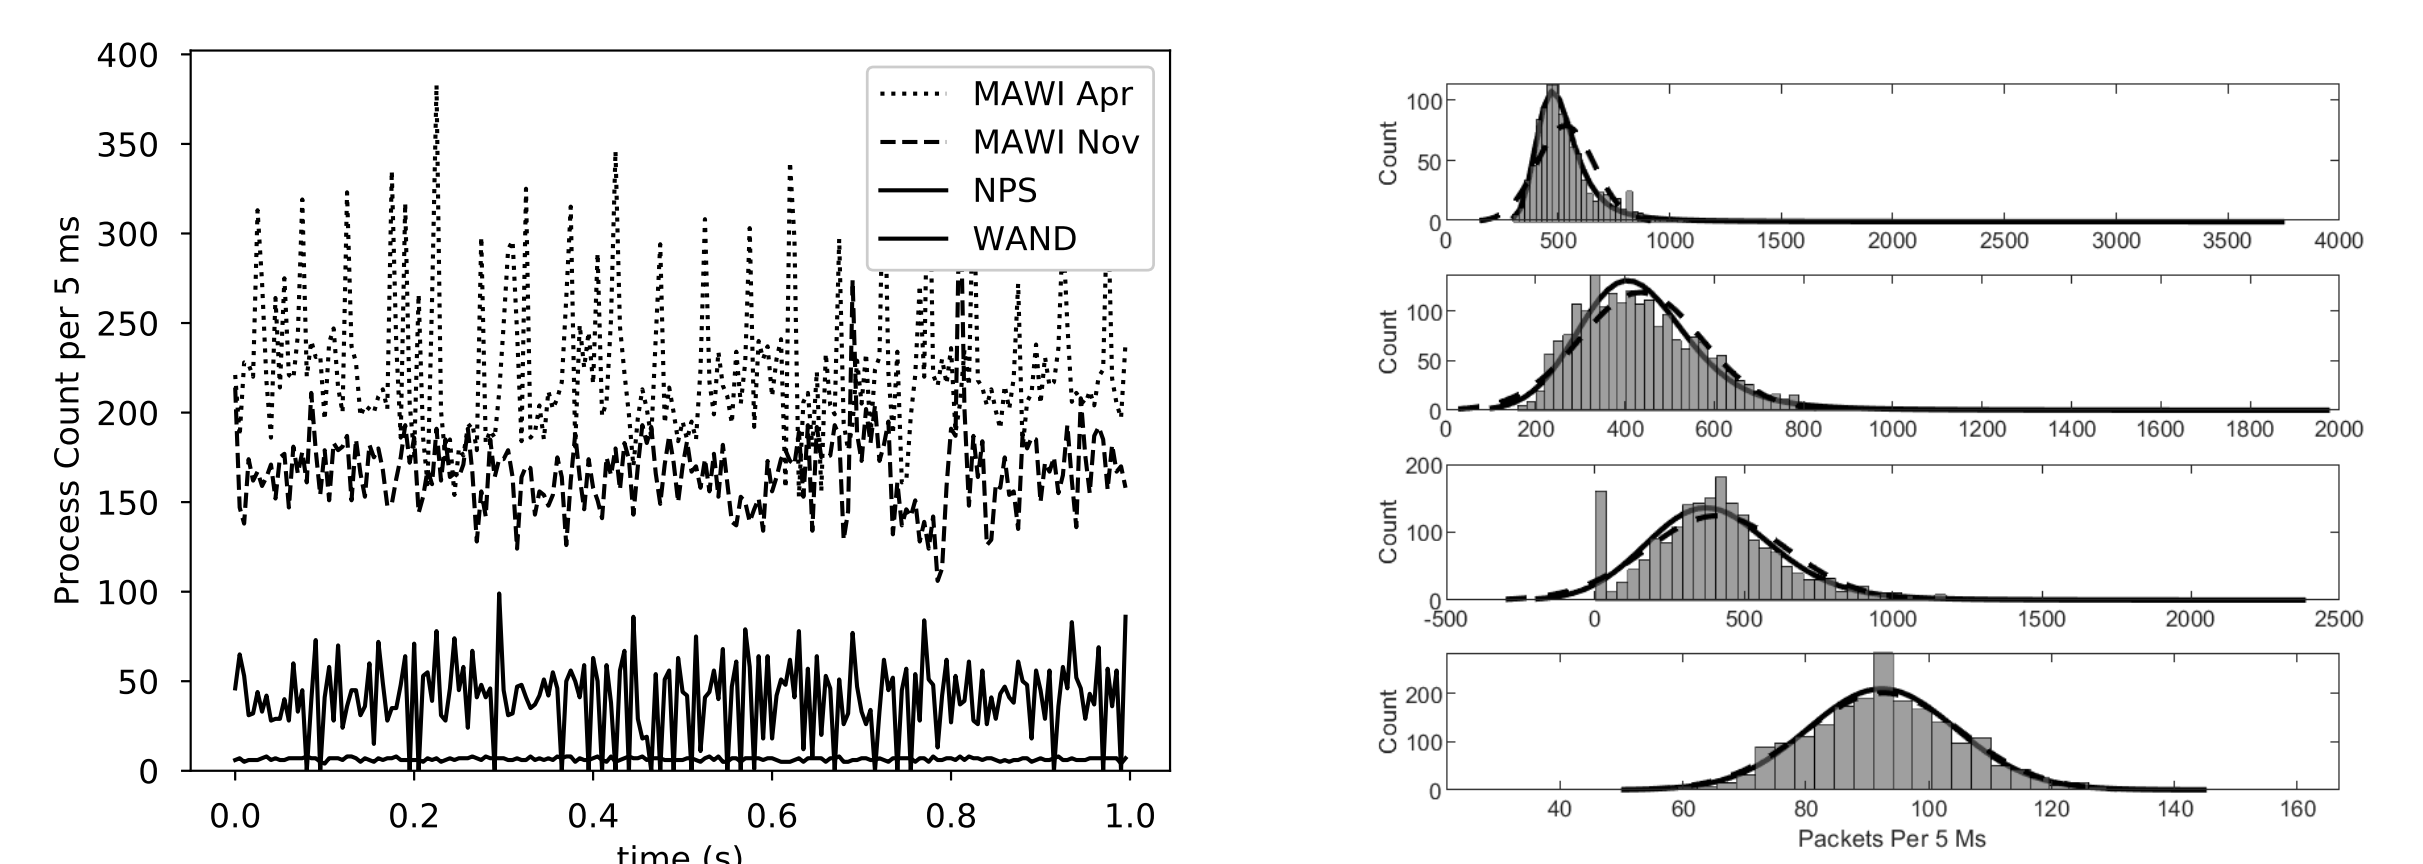 400
350
300
250
200
150
100
50
0
Process Count per 5 ms
0.0 0.2 0.4 0.6 0.8 1.0
time (s)
MAWI Apr
MAWI Nov
NPS
WAND
100
50
0
Count
0 500 1000 1500 2000 2500 3000 3500 4000
100
50
0
Count
0 200 400 600 800 1000 1200 1400 1600 1800 2000
200
100
0
Count
-500 0 500 1000 1500 2000 2500
200
100
0
Count
40 60 80 100 120 140 160
Packets Per 5 Ms